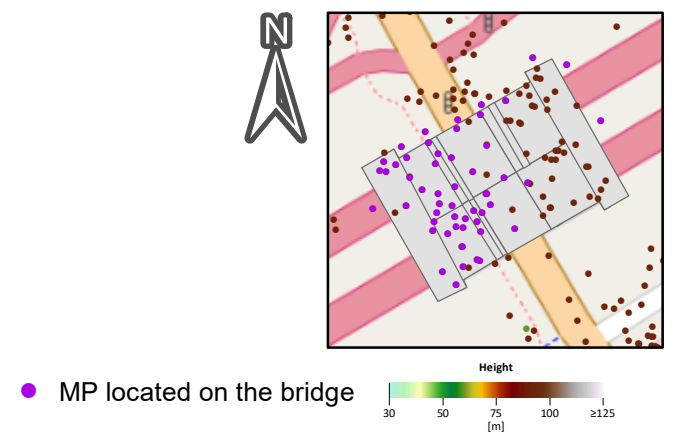 N
MP located on the bridge
Height
30 50 75 100 ≥125
[m]